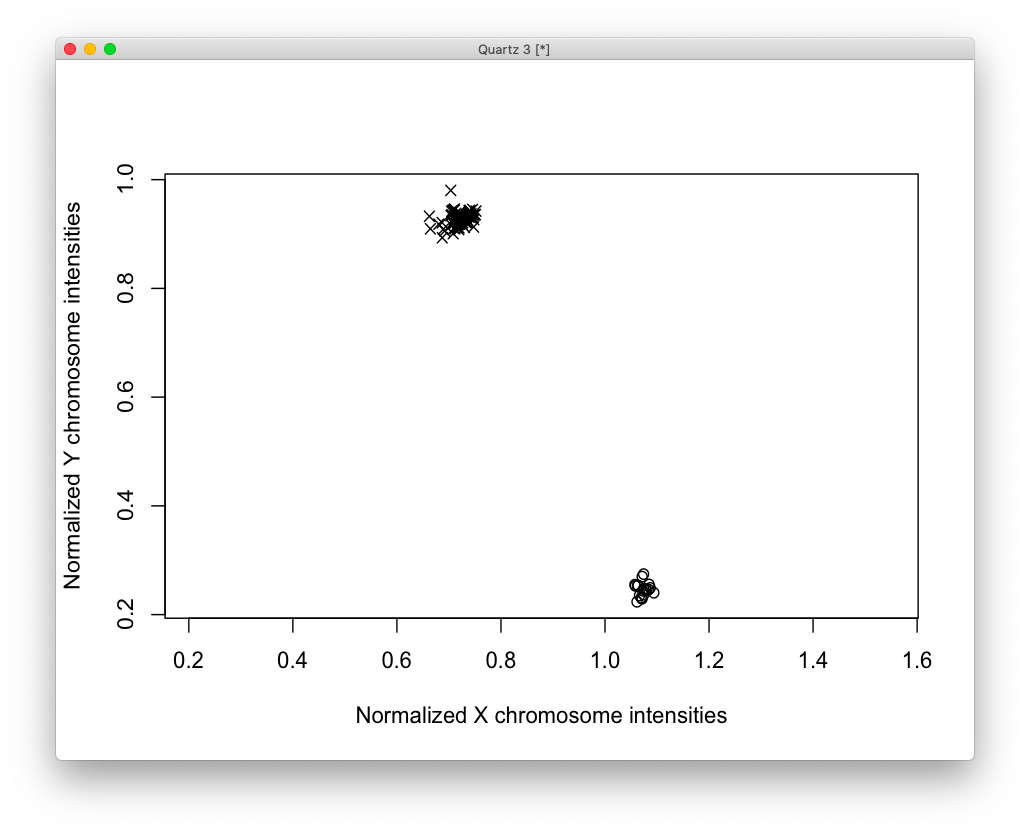 Quartz 3 [*]
Normalized Y chromosome intensities
1.0
0.8
0.6
0.4
0.2
0.2 0.4 0.6 0.8 1.0 1.2 1.4 1.6
Normalized X chromosome intensities